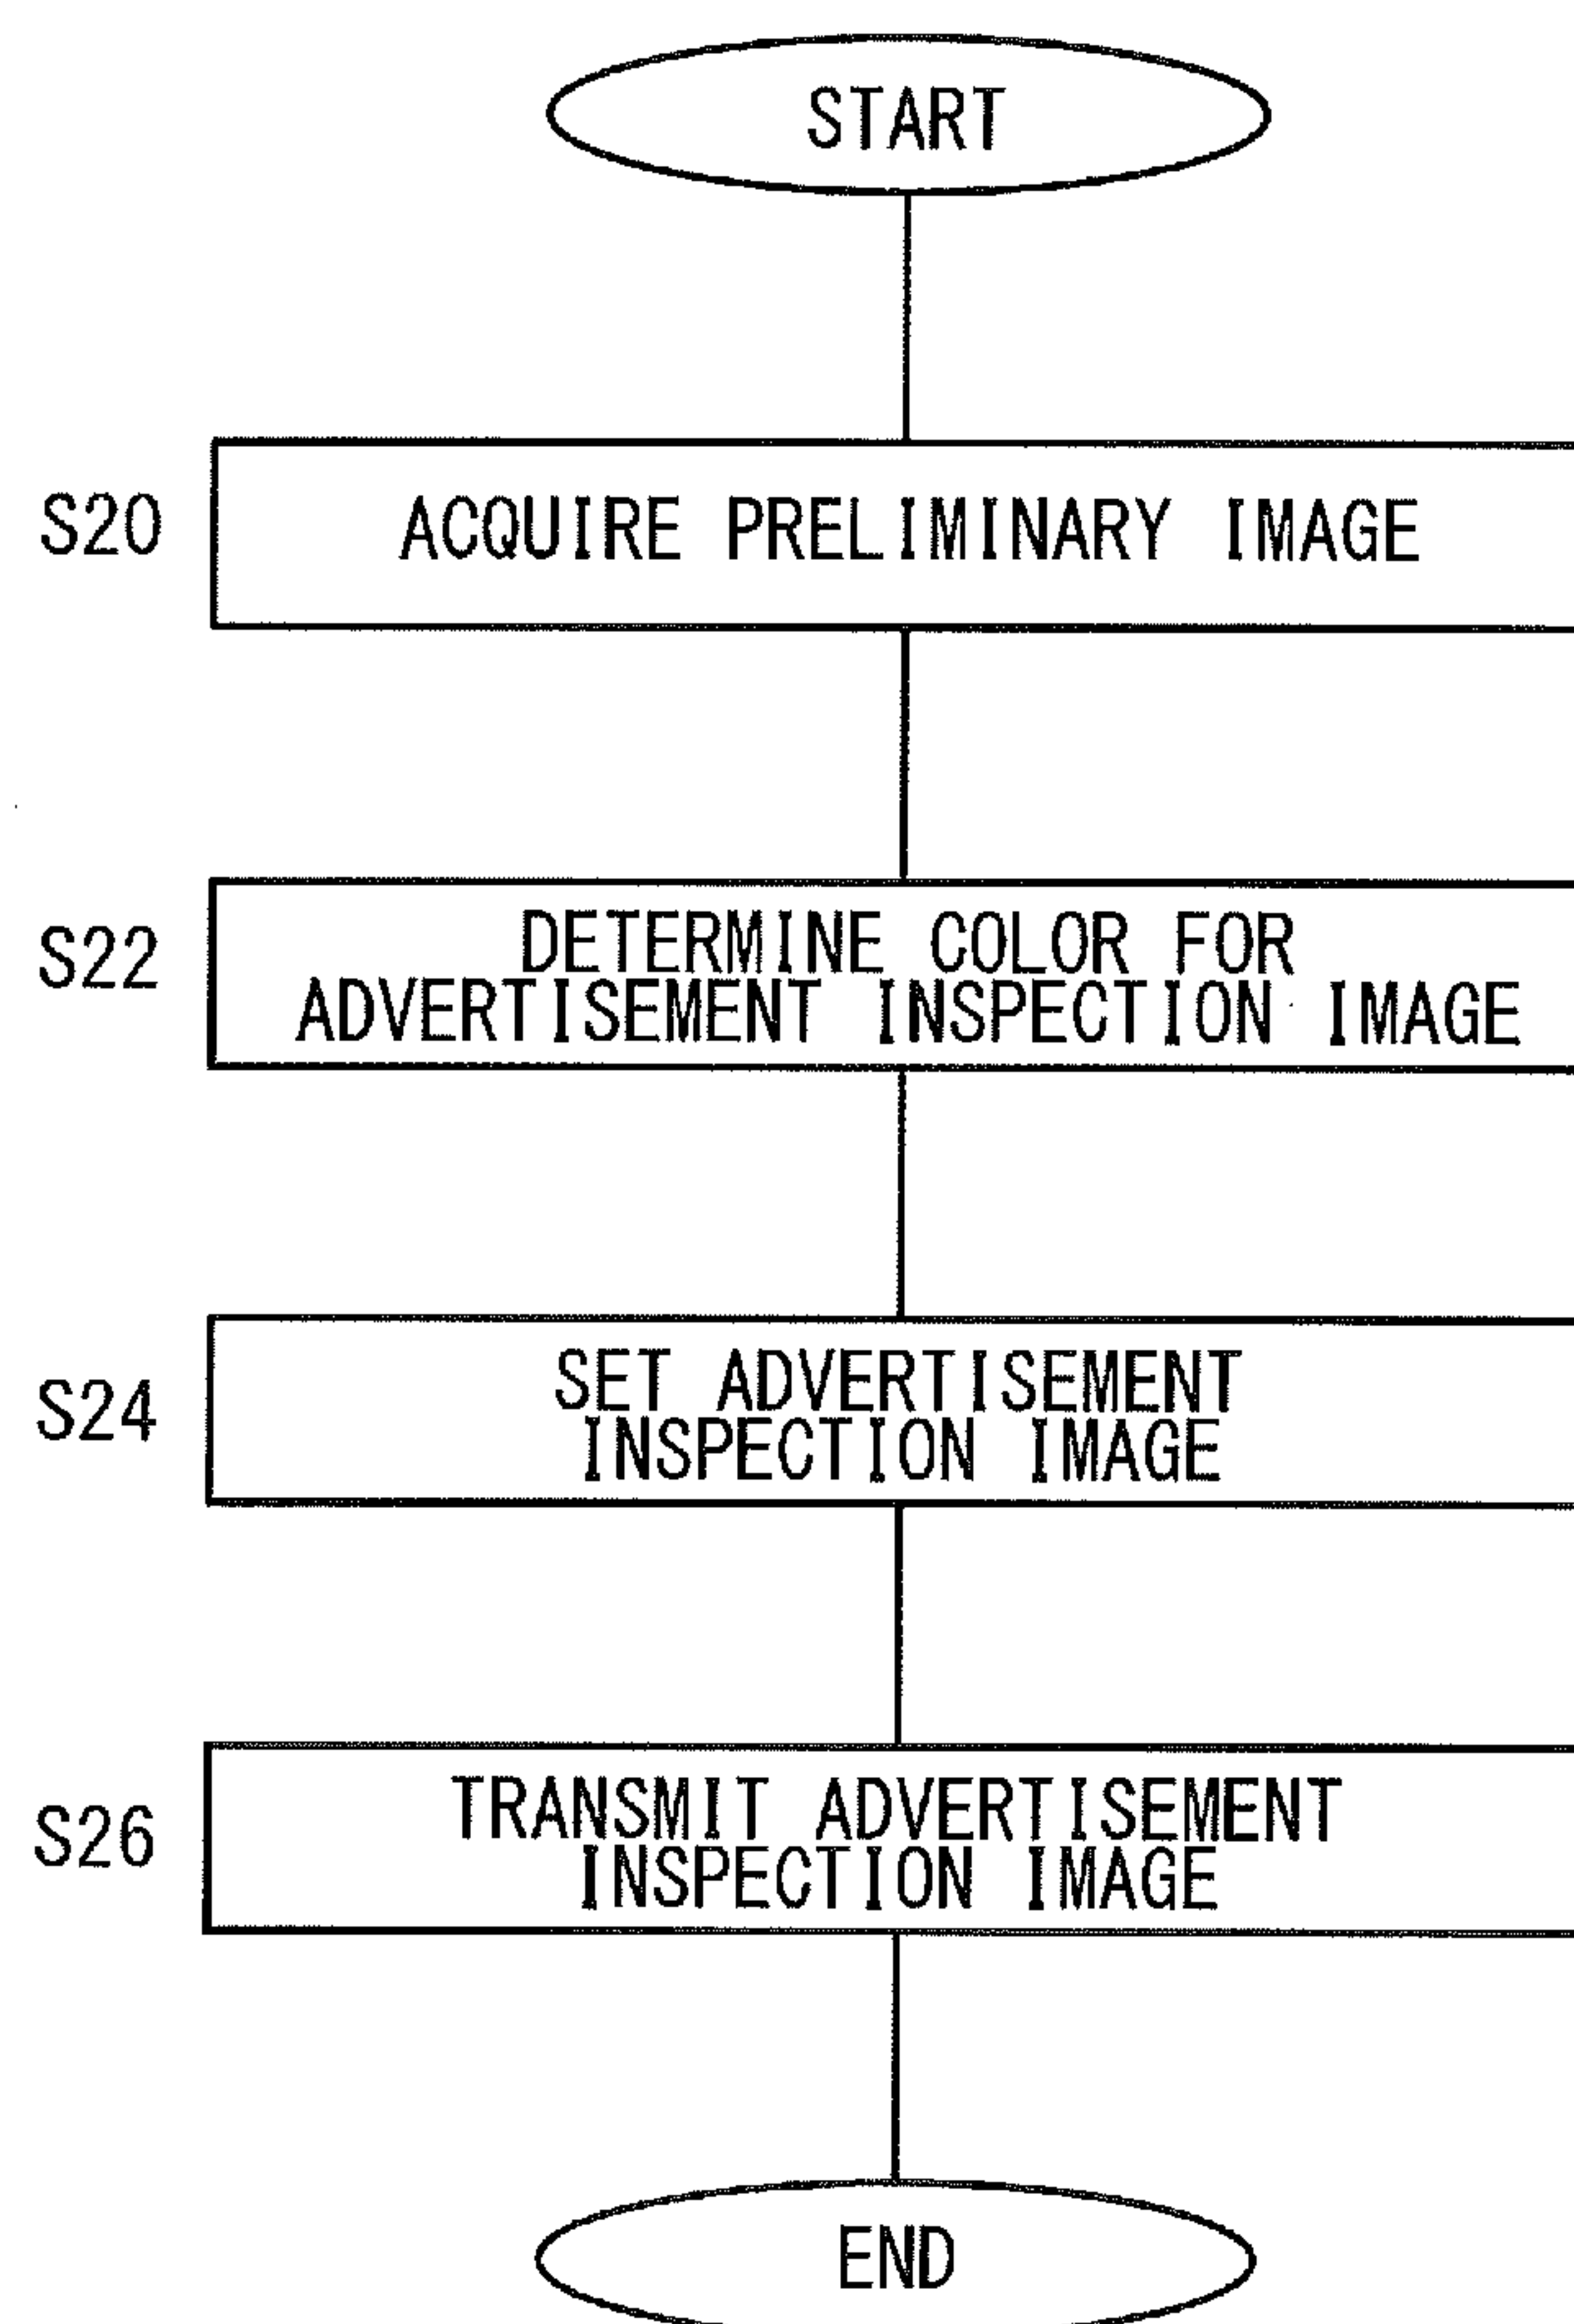 START
S20 ACQUIRE PRELIMINARY IMAGE
S22 DETERMINE COLOR FOR
ADVERTISEMENT INSPECTION IMAGE
S24 SET ADVERTISEMENT
INSPECTION IMAGE
S26 TRANSMIT ADVERTISEMENT
INSPECTION IMAGE
END